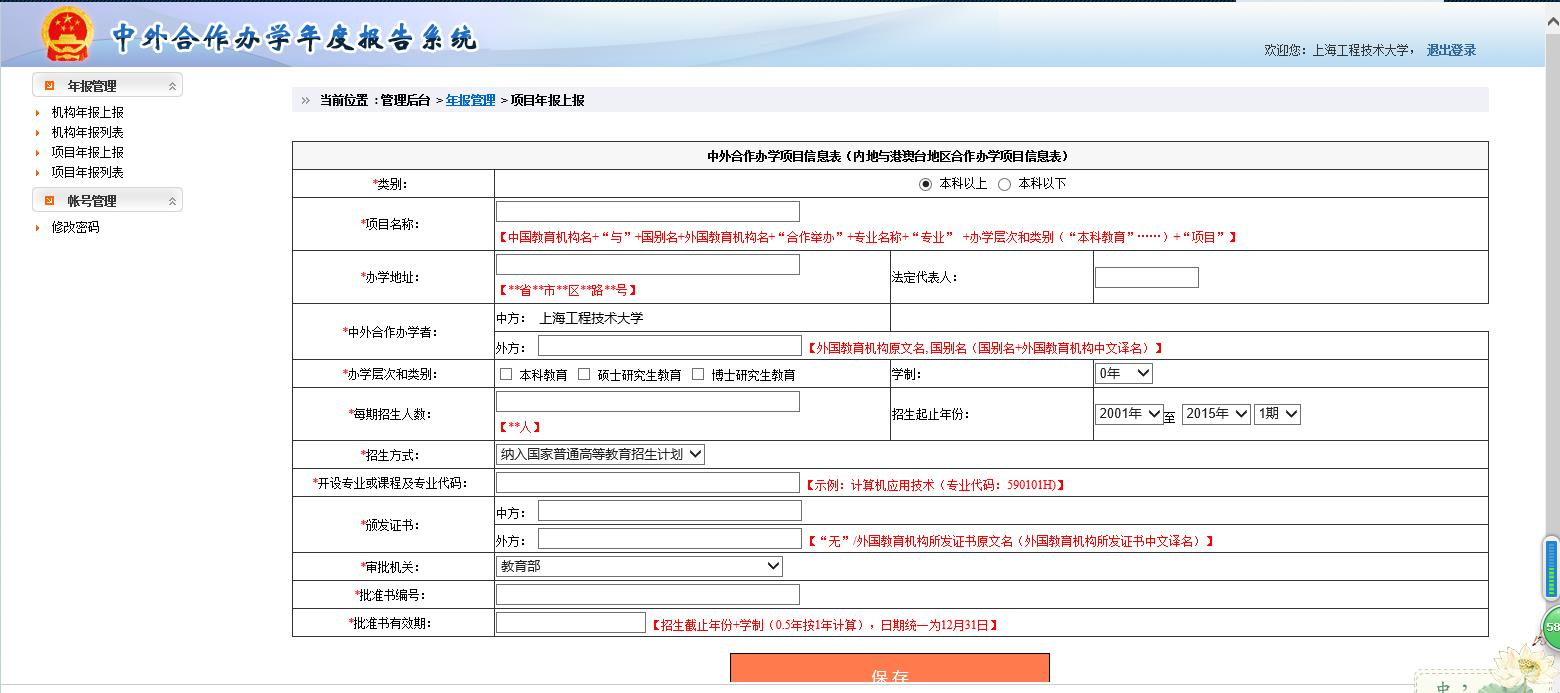 中外合作办学年度报告系统
欢迎您：上海工程技术大学， 退出登录
年报管理
机构年报上报
机构年报列表
项目年报上报
项目年报列表
帐号管理
修改密码
» 当前位置 ：管理后台 > 年报管理 > 项目年报上报
中外合作办学项目信息表（内地与港澳台地区合作办学项目信息表）
*类别： 本科以上 本科以下
*项目名称：
【中国教育机构名+“与”+国别名+外国教育机构名+“合作举办”+专业名称+“专业” +办学层次和类别（“本科教育”……）+“项目”】
*办学地址：
【**省**市**区**路**号】
法定代表人：
*中外合作办学者：
中方： 上海工程技术大学
外方： 【外国教育机构原文名,国别名（国别名+外国教育机构中文译名）】
*办学层次和类别： 本科教育 硕士研究生教育 博士研究生教育 学制： 0年
*每期招生人数：
【**人】
招生起止年份： 2001年 至 2015年 1期
*招生方式： 纳入国家普通高等教育招生计划
*开设专业或课程及专业代码： 【示例：计算机应用技术（专业代码：590101H)】
*颁发证书：
中方：
外方： 【“无”/外国教育机构所发证书原文名（外国教育机构所发证书中文译名）】
*审批机关： 教育部
*批准书编号：
*批准书有效期： 【招生截止年份+学制（0.5年按1年计算），日期统一为12月31日】
保 存
58
中 ，